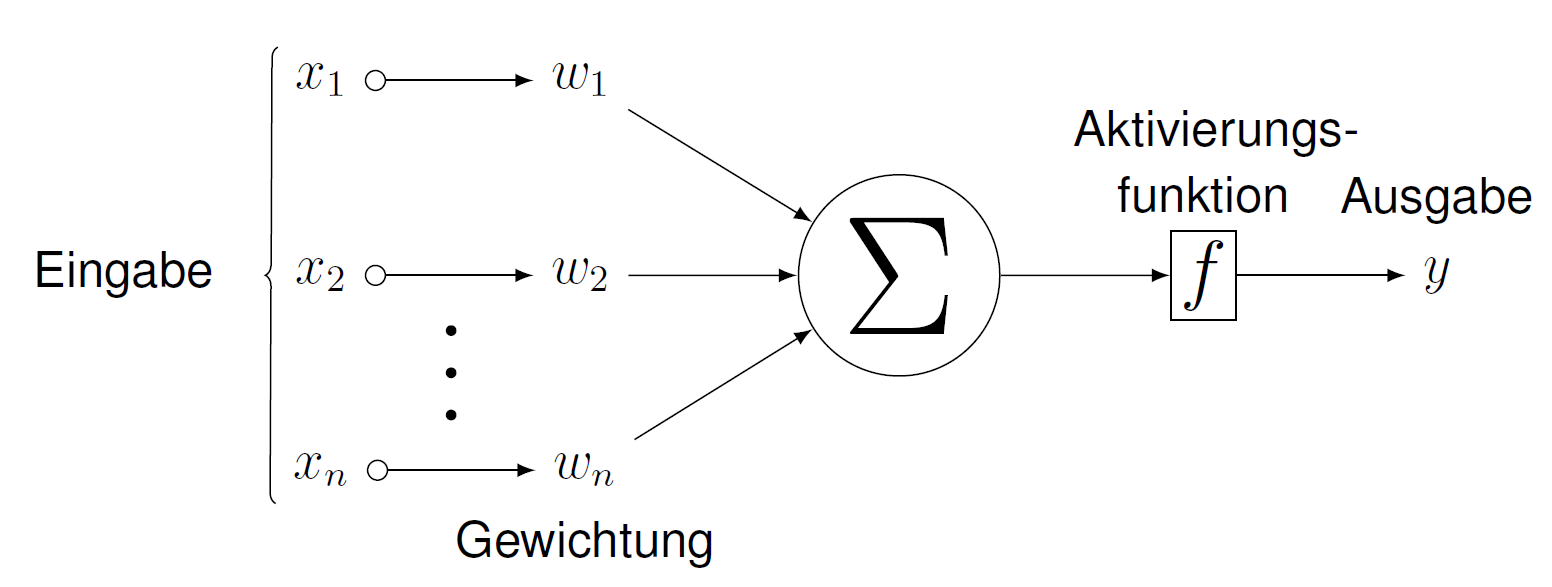 x₁ w₁
Aktivierungs-
funktion
Ausgabe
Eingabe
x₂ w₂
Σ
f
y
xₙ wₙ
Gewichtung